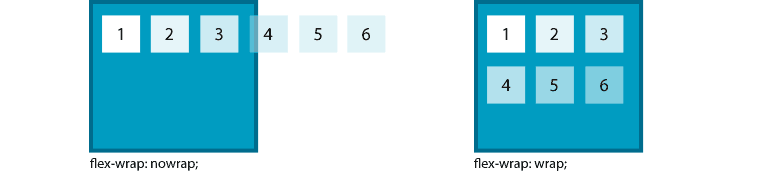 1 2 3 4 5 6
flex-wrap: nowrap;
1 2 3
4 5 6
flex-wrap: wrap;